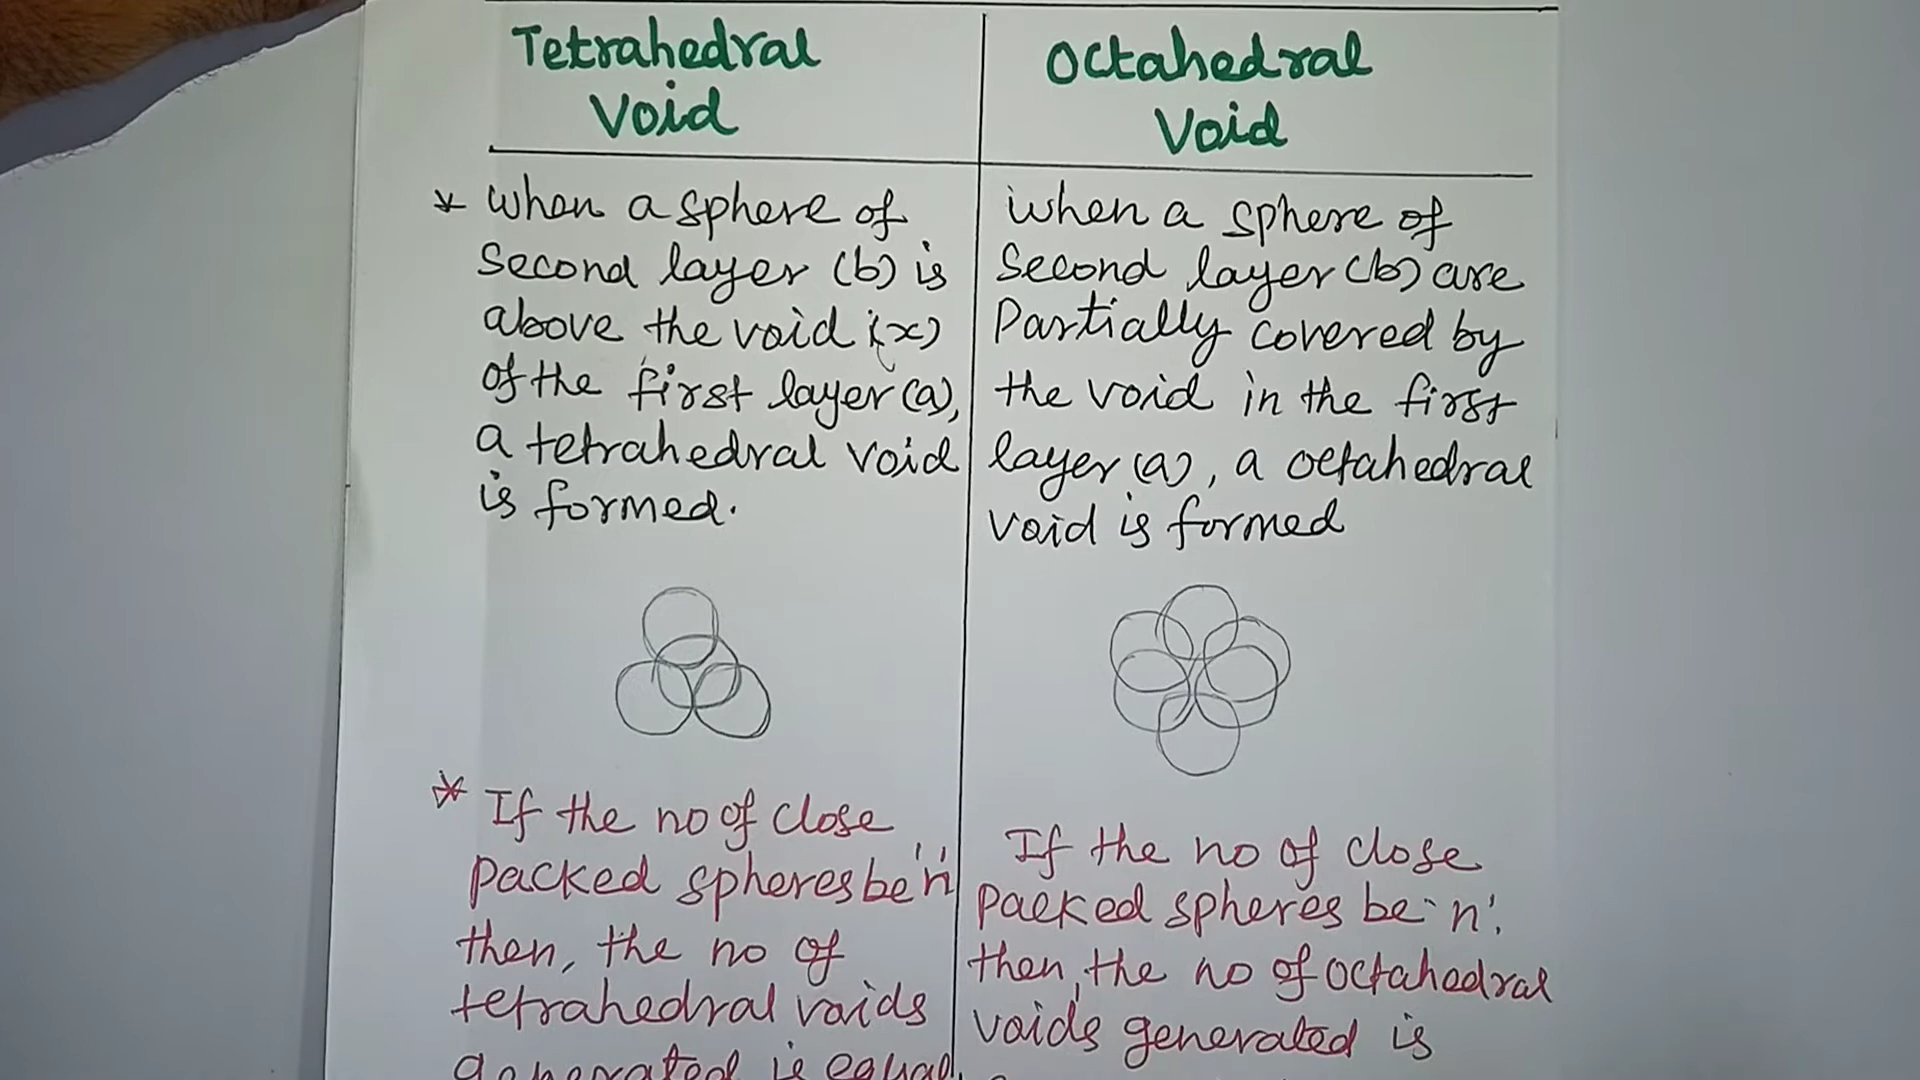 Tetrahedral
Void
* When a sphere of
second layer (b) is
above the void (x)
of the first layer (a),
a tetrahedral void
is formed.
* If the no of close
packed spheres be 'n'
then, the no of
tetrahedral voids
generated is equal
Octahedral
Void
when a sphere of
second layer (b) are
Partially covered by
the void in the first
layer (a), a octahedral
void is formed
If the no of close
packed spheres be 'n'.
then, the no of octahedral
voids generated is